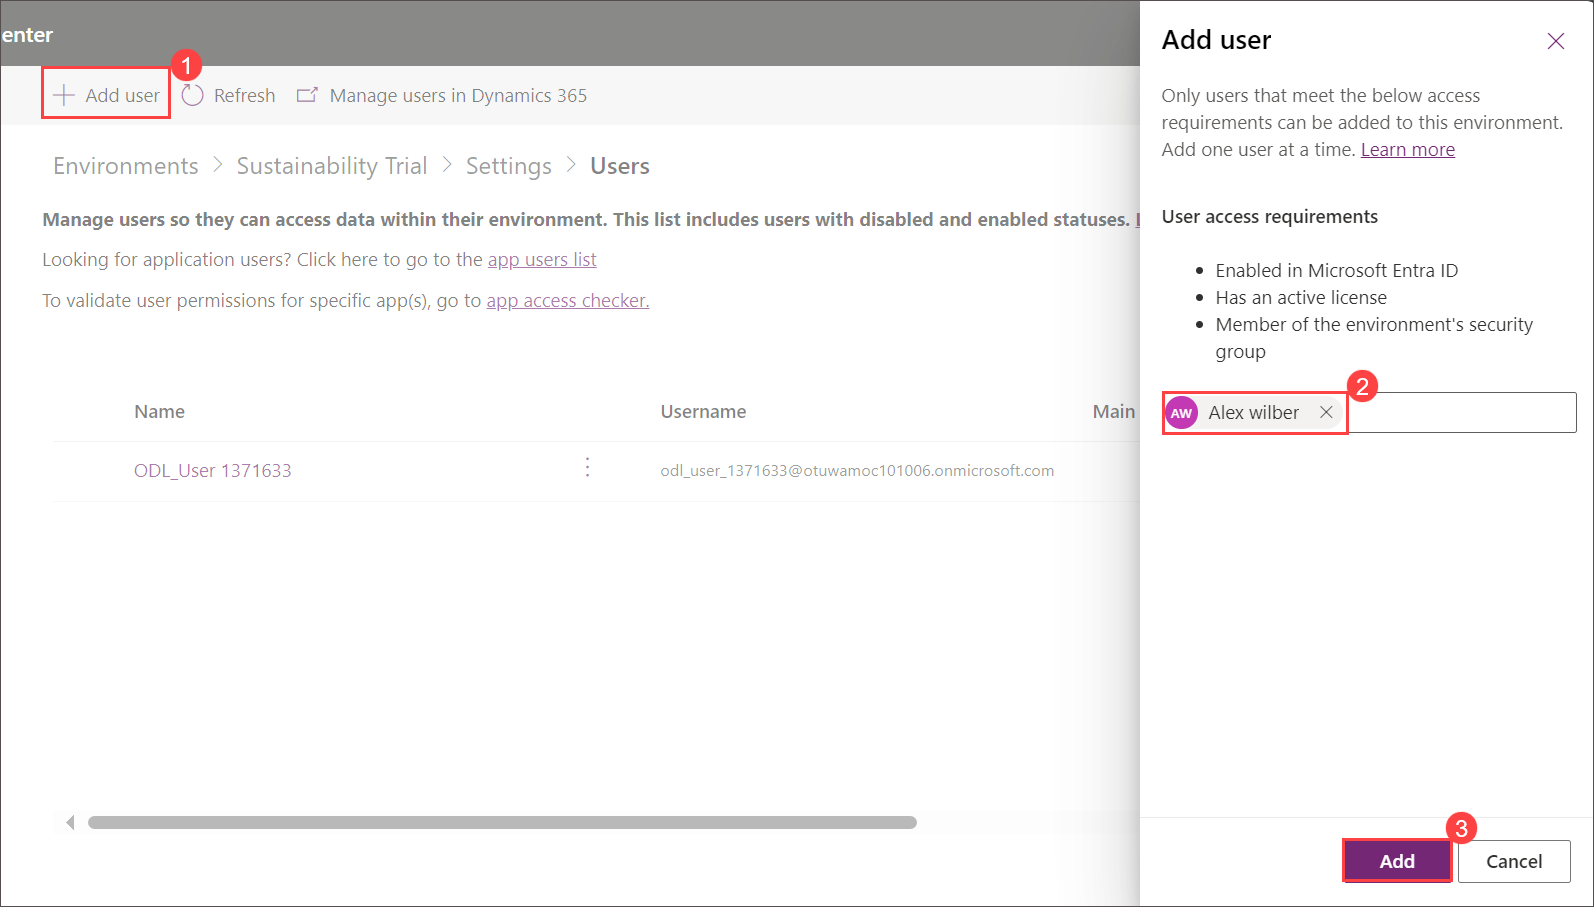 enter
1
Add user
Refresh
Manage users in Dynamics 365
Environments > Sustainability Trial > Settings > Users
Manage users so they can access data within their environment. This list includes users with disabled and enabled statuses.
Looking for application users? Click here to go to the app users list
To validate user permissions for specific app(s), go to app access checker.
Name Username Main
ODL_User 1371633 odl_user_1371633@otuwamoc101006.onmicrosoft.com
Add user
Only users that meet the below access
requirements can be added to this environment.
Add one user at a time. Learn more
User access requirements
• Enabled in Microsoft Entra ID
• Has an active license
• Member of the environment's security
group
2
AW Alex wilber
3
Add
Cancel